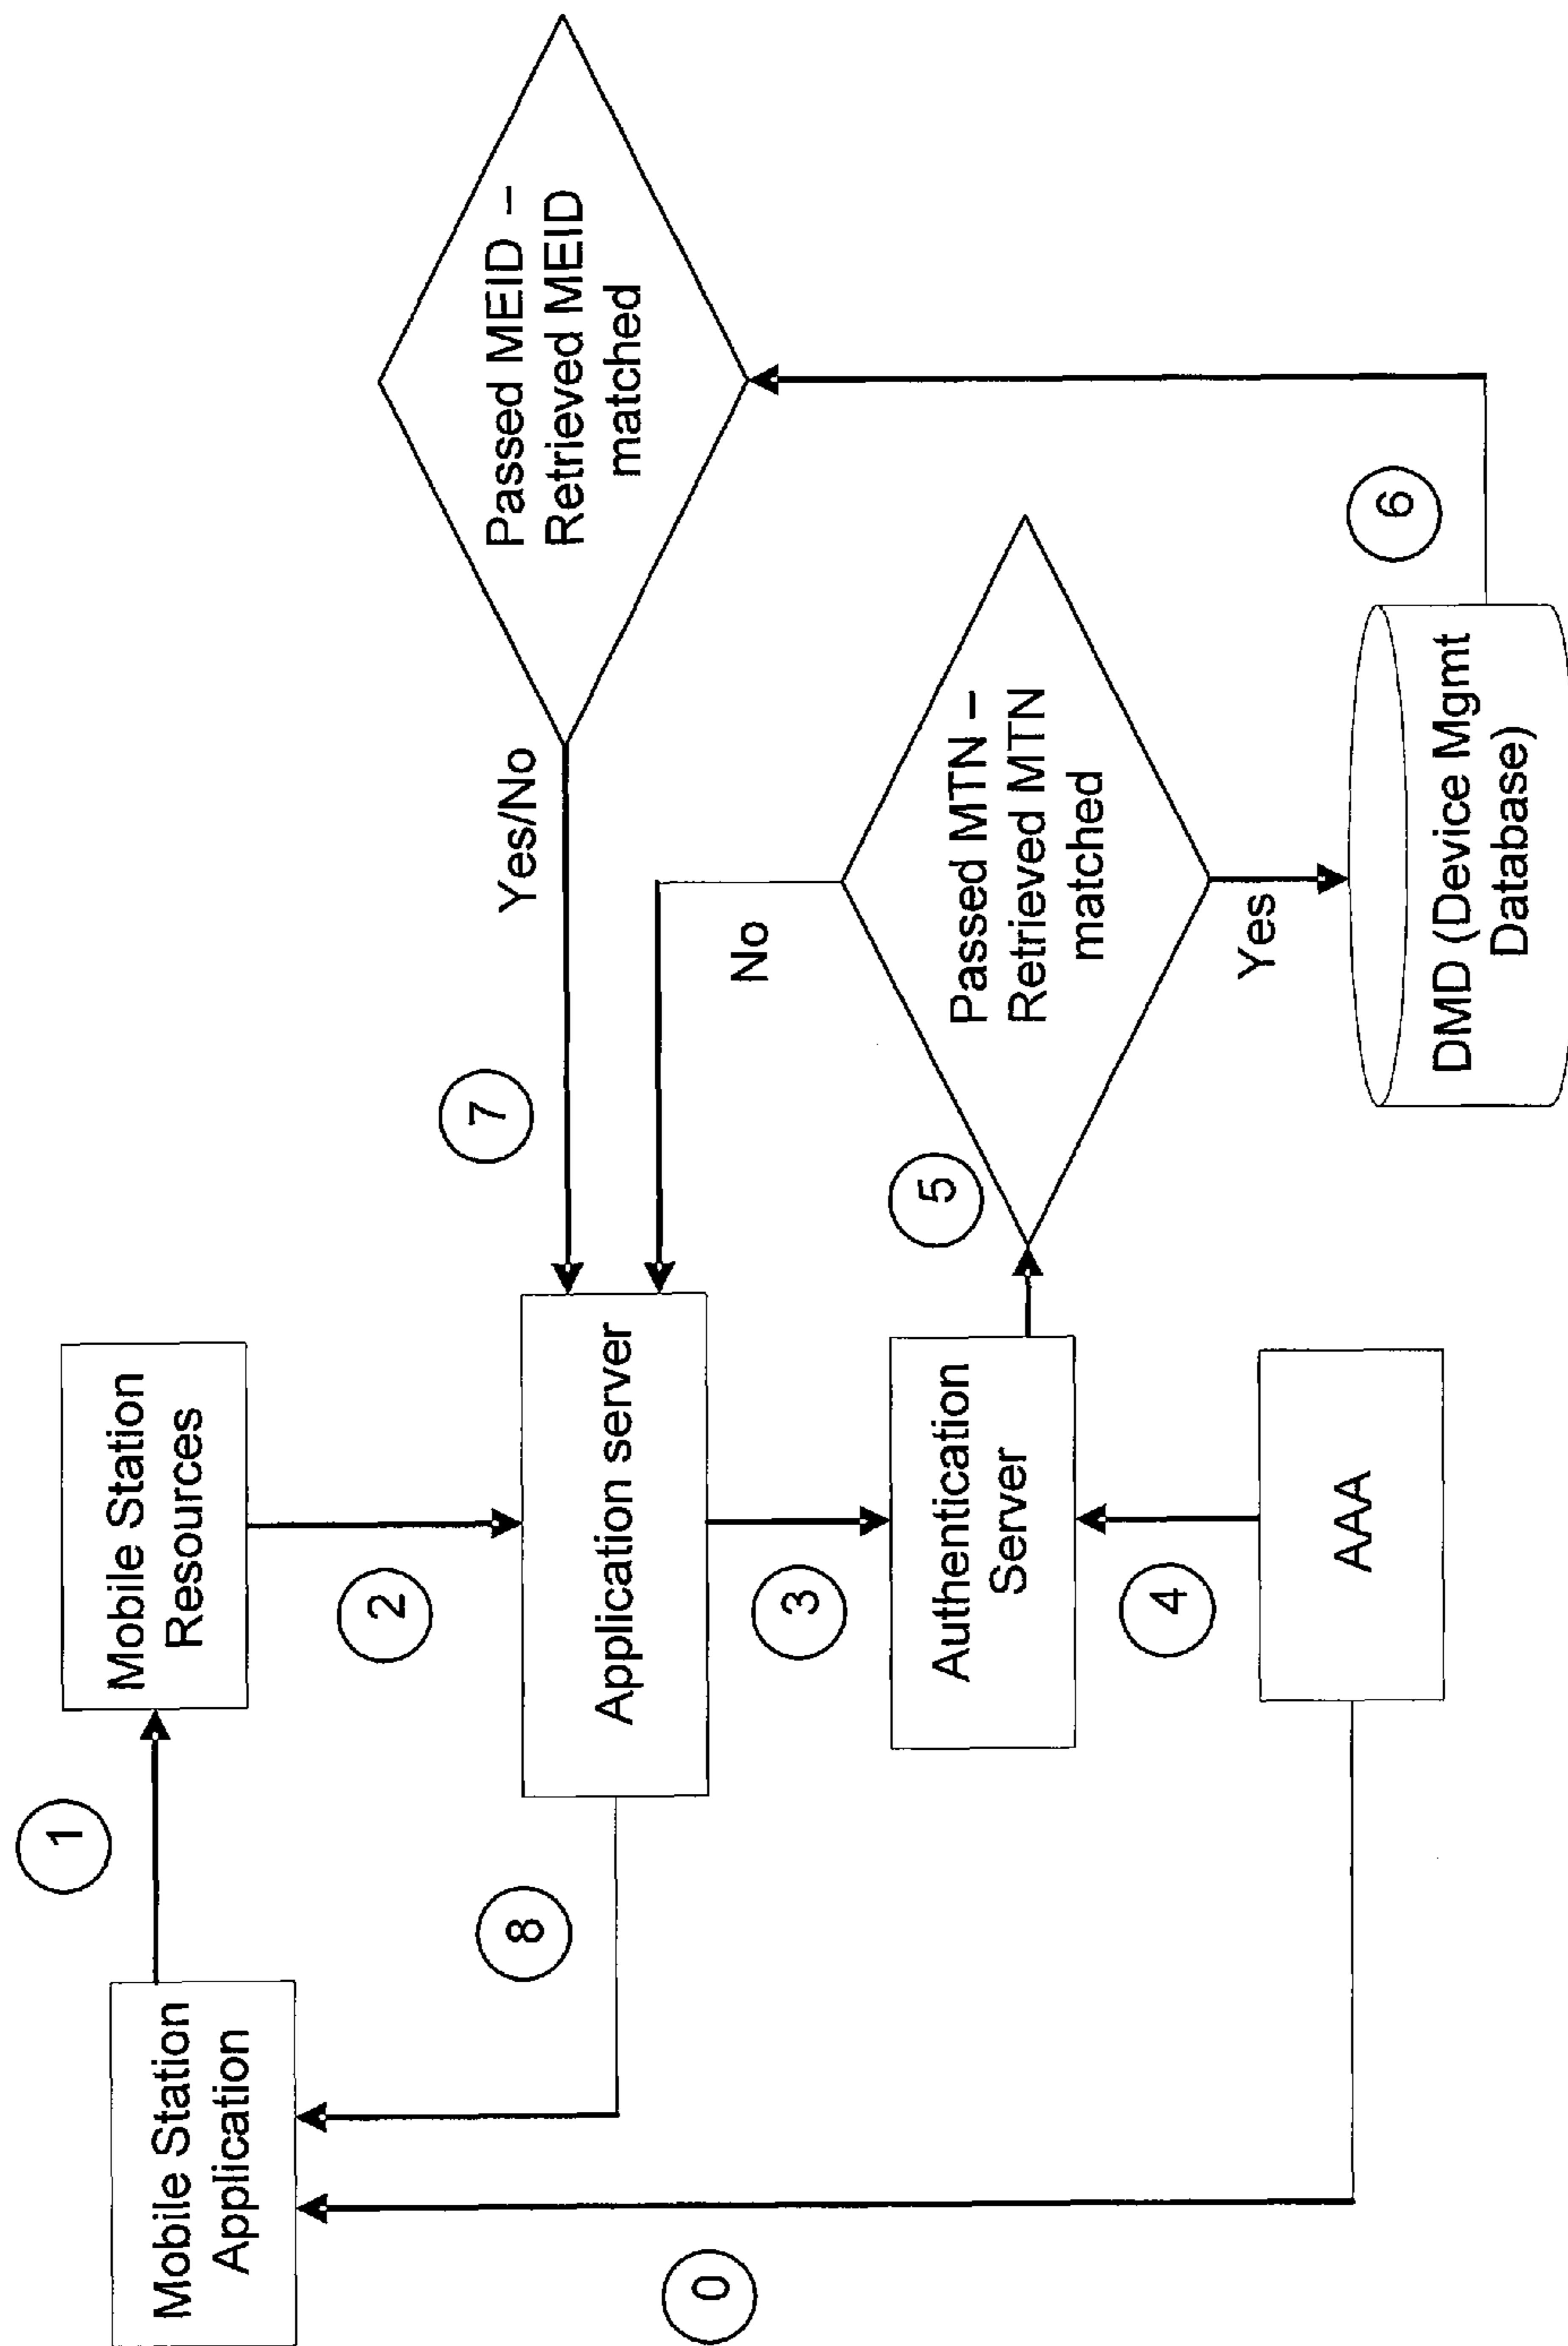 Mobile Station
Application
1
Mobile Station
Resources
2
0
8
Application server
7
Yes/No
Passed MEID –
Retrieved MEID
matched
3
No
Authentication
Server
5
Passed MTN –
Retrieved MTN
matched
4
Yes
AAA
DMD (Device Mgmt
Database)
6